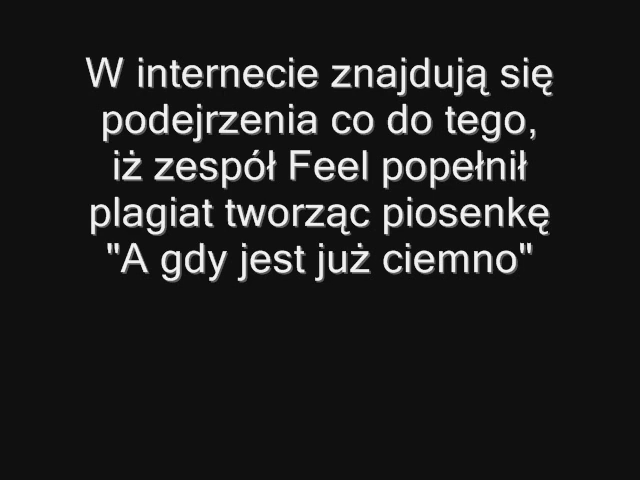 W internecie znajdują się
podejrzenia co do tego,
iż zespół Feel popełnił
plagiat tworząc piosenkę
"A gdy jest już ciemno"